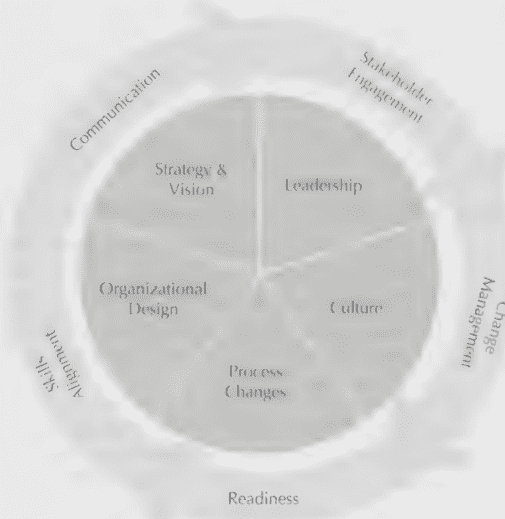 Communication
Stakeholder
Engagement
Strategy &
Vision
Leadership
Organizational
Design
Culture
Change
Management
Skills
Alignment
Process
Changes
Readiness